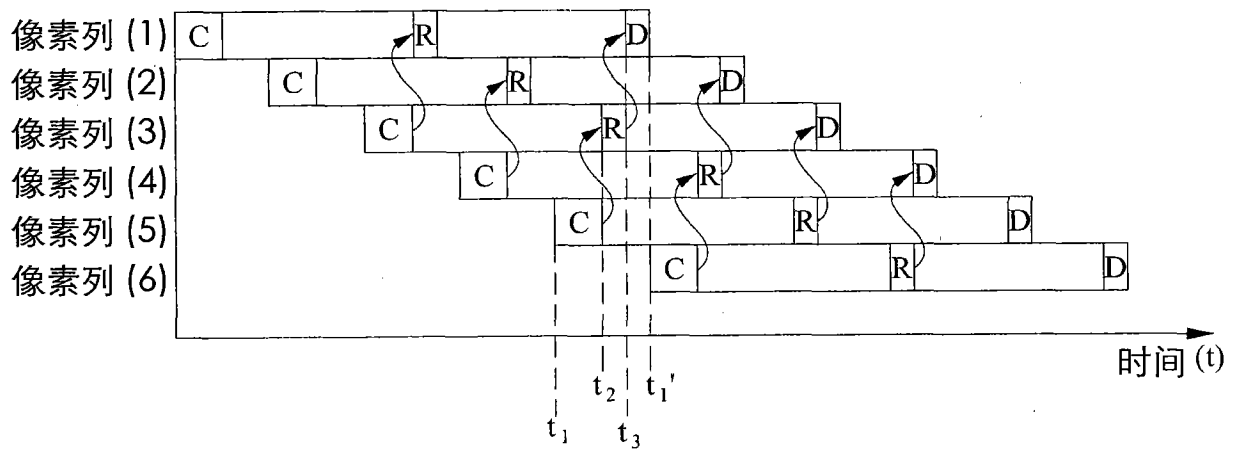 像素列 (1) C R D
像素列 (2) C R D
像素列 (3) C R D
像素列 (4) C R D
像素列 (5) C R D
像素列 (6) C R D
时间 (t)
t₂ t₁'
t₁ t₃